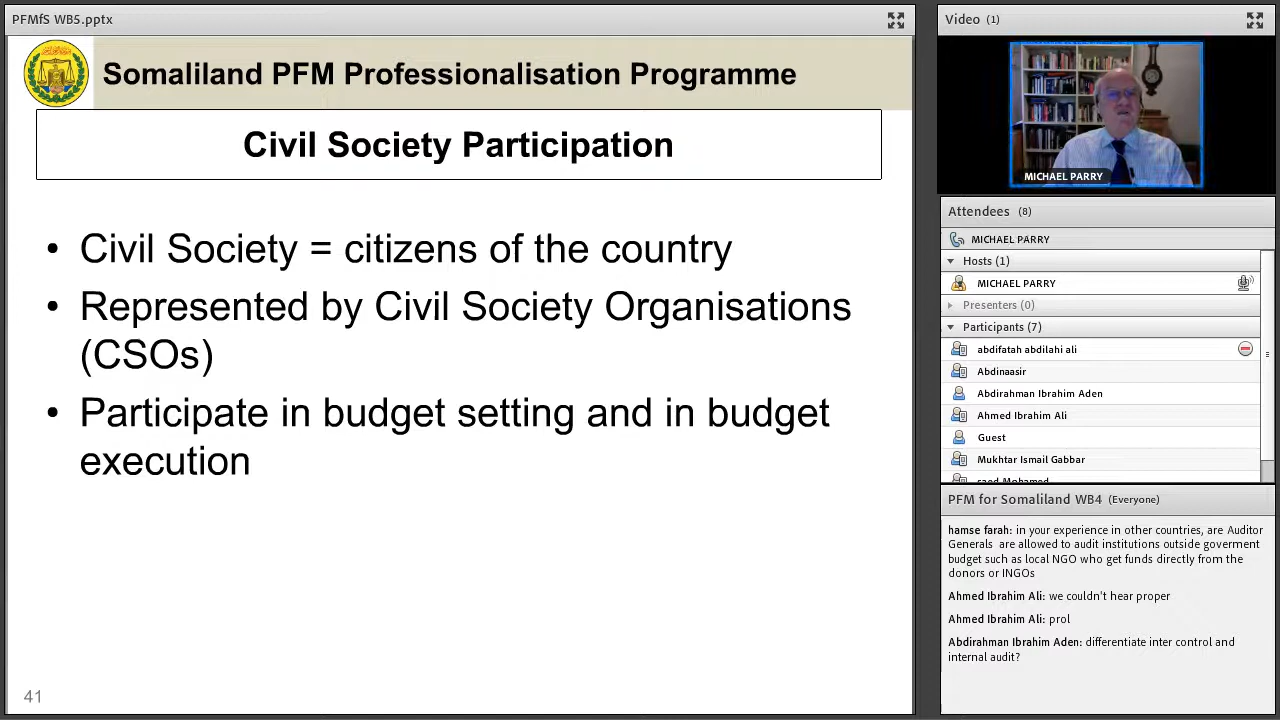 PFMfS WB5.pptx
Somaliland PFM Professionalisation Programme
Civil Society Participation
• Civil Society = citizens of the country
• Represented by Civil Society Organisations
(CSOs)
• Participate in budget setting and in budget
execution
41
Video (1)
MICHAEL PARRY
Attendees (8)
MICHAEL PARRY
Hosts (1)
MICHAEL PARRY
Presenters (0)
Participants (7)
abdifatah abdilahi ali
Abdinaasir
Abdirahman Ibrahim Aden
Ahmed Ibrahim Ali
Guest
Mukhtar Ismail Gabbar
saed Mohamed
PFM for Somaliland WB4 (Everyone)
hamse farah: in your experience in other countries, are Auditor
Generals are allowed to audit institutions outside goverment
budget such as local NGO who get funds directly from the
donors or INGOs
Ahmed Ibrahim Ali: we couldn't hear proper
Ahmed Ibrahim Ali: prol
Abdirahman Ibrahim Aden: differentiate inter control and
internal audit?